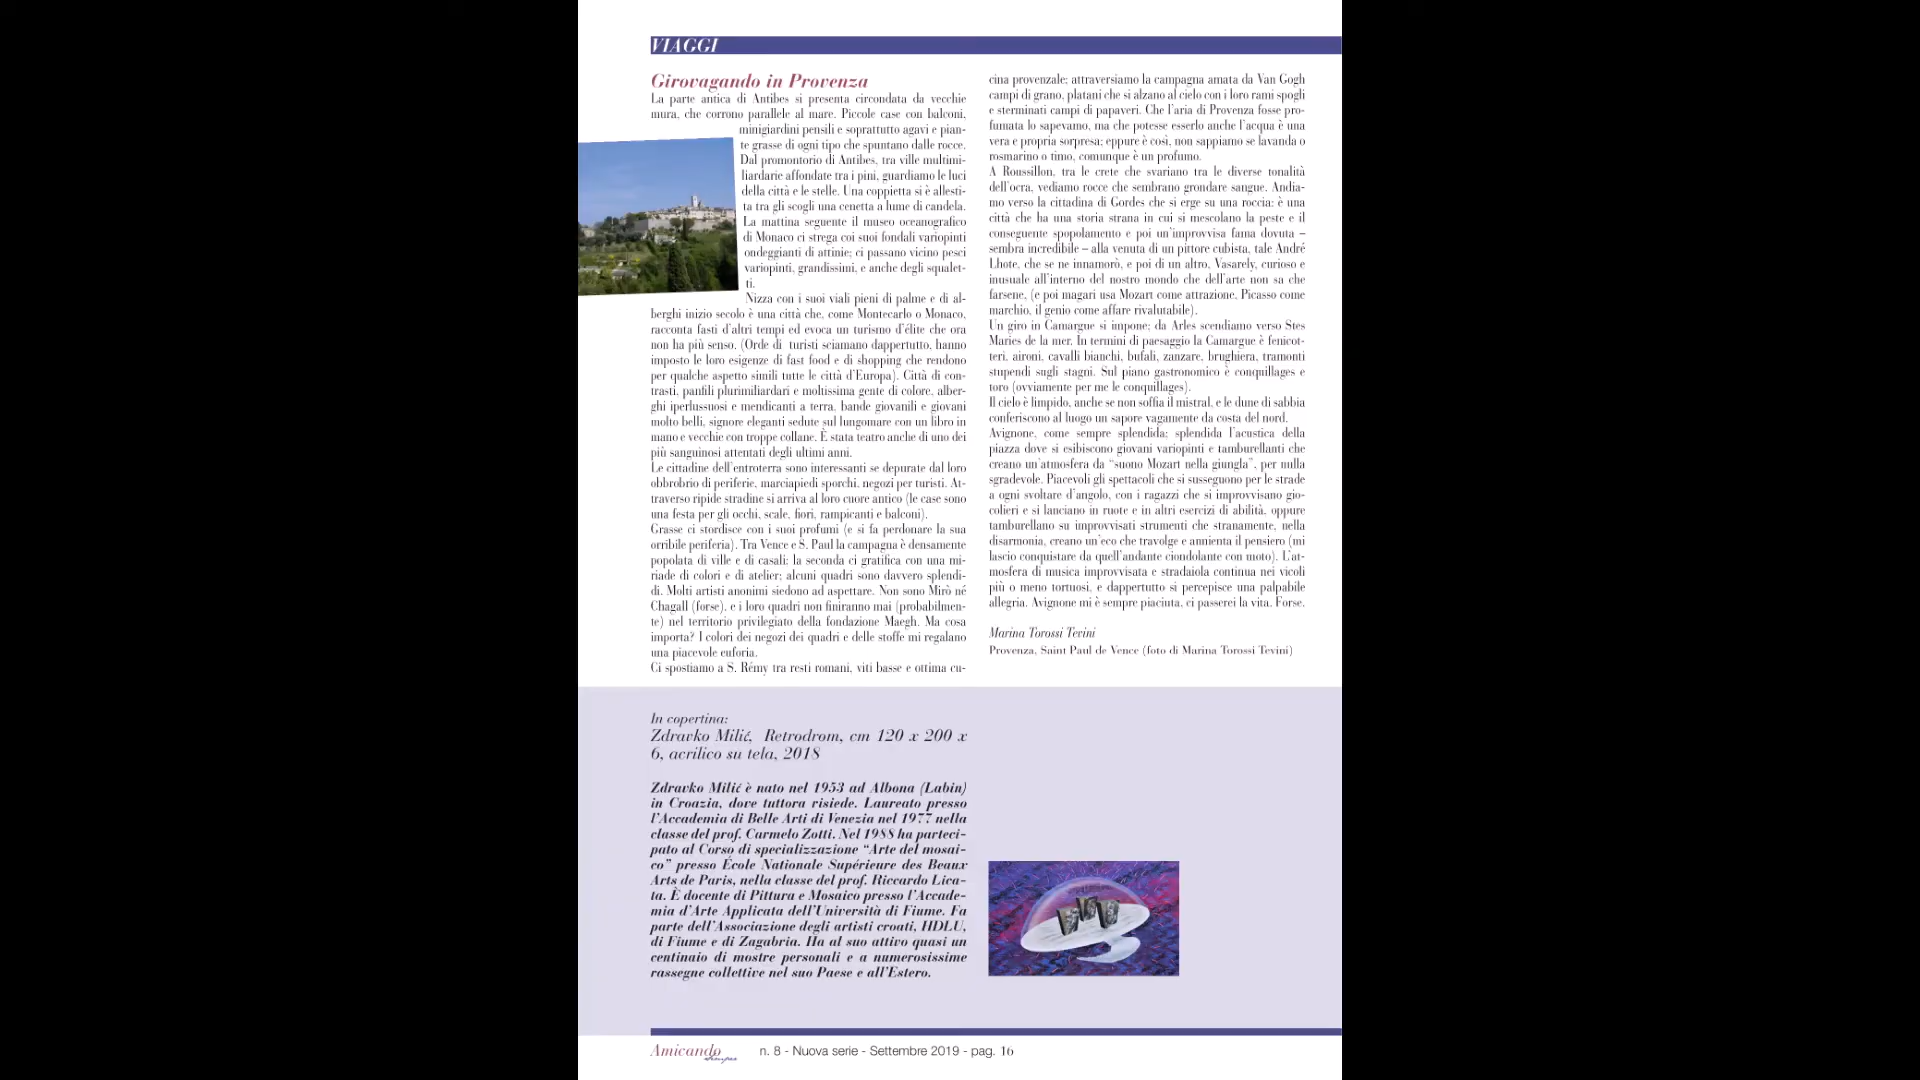 VIAGGI
Girovagando in Provenza
La parte antica di Antibes si presenta circondata da vecchie
mura, che corrono parallele al mare. Piccole case con balconi,
minigiardini pensili e soprattutto agavi e pian-
te grasse di ogni tipo che spuntano dalle rocce.
Dal promontorio di Antibes, tra ville multimi-
liardarie affondate tra i pini, guardiamo le luci
della città e le stelle. Una coppietta si è allesti-
ta tra gli scogli una cenetta a lume di candela.
La mattina seguente il museo oceanografico
di Monaco ci strega coi suoi fondali variopinti
ondeggianti di attinie; ci passano vicino pesci
variopinti, grandissimi, e anche degli squalet-
ti.
Nizza con i suoi viali pieni di palme e di al-
berghi inizio secolo è una città che, come Montecarlo o Monaco,
racconta fasti d'altri tempi ed evoca un turismo d'élite che ora
non ha più senso. (Orde di turisti sciamano dappertutto, hanno
imposto le loro esigenze di fast food e di shopping che rendono
per qualche aspetto simili tutte le città d'Europa). Città di con-
trasti, panfili plurimiliardari e moltissima gente di colore, alber-
ghi iperlussuosi e mendicanti a terra, bande giovanili e giovani
molto belli, signore eleganti sedute sul lungomare con un libro in
mano e vecchie con troppe collane. È stata teatro anche di uno dei
più sanguinosi attentati degli ultimi anni.
Le cittadine dell'entroterra sono interessanti se depurate dal loro
obbrobrio di periferie, marciapiedi sporchi, negozi per turisti. At-
traverso ripide stradine si arriva al loro cuore antico (le case sono
una festa per gli occhi, scale, fiori, rampicanti e balconi).
Grasse ci stordisce con i suoi profumi (e si fa perdonare la sua
orribile periferia). Tra Vence e S. Paul la campagna è densamente
popolata di ville e di casali; la seconda ci gratifica con una mi-
riade di colori e di atelier; alcuni quadri sono davvero splendi-
di. Molti artisti anonimi siedono ad aspettare. Non sono Mirò né
Chagall (forse), e i loro quadri non finiranno mai (probabilmen-
te) nel territorio privilegiato della fondazione Maegh. Ma cosa
importa? I colori dei negozi dei quadri e delle stoffe mi regalano
una piacevole euforia.
Ci spostiamo a S. Rémy tra resti romani, viti basse e ottima cu-
cina provenzale; attraversiamo la campagna amata da Van Gogh
campi di grano, platani che si alzano al cielo con i loro rami spogli
e sterminati campi di papaveri. Che l'aria di Provenza fosse pro-
fumata lo sapevamo, ma che potesse esserlo anche l'acqua è una
vera e propria sorpresa; eppure è così, non sappiamo se lavanda o
rosmarino o timo, comunque è un profumo.
A Roussillon, tra le crete che svariano tra le diverse tonalità
dell'ocra, vediamo rocce che sembrano grondare sangue. Andia-
mo verso la cittadina di Gordes che si erge su una roccia: è una
città che ha una storia strana in cui si mescolano la peste e il
conseguente spopolamento e poi un'improvvisa fama dovuta –
sembra incredibile – alla venuta di un pittore cubista, tale André
Lhote, che se ne innamorò, e poi di un altro, Vasarely, curioso e
inusuale all'interno del nostro mondo che dell'arte non sa che
farsene, (e poi magari usa Mozart come attrazione, Picasso come
marchio, il genio come affare rivalutabile).
Un giro in Camargue si impone; da Arles scendiamo verso Stes
Maries de la mer. In termini di paesaggio la Camargue è fenicot-
teri, aironi, cavalli bianchi, bufali, zanzare, brughiera, tramonti
stupendi sugli stagni. Sul piano gastronomico è conquillages e
toro (ovviamente per me le conquillages).
Il cielo è limpido, anche se non soffia il mistral, e le dune di sabbia
conferiscono al luogo un sapore vagamente da costa del nord.
Avignone, come sempre splendida; splendida l'acustica della
piazza dove si esibiscono giovani variopinti e tamburellanti che
creano un'atmosfera da "suono Mozart nella giungla", per nulla
sgradevole. Piacevoli gli spettacoli che si susseguono per le strade
a ogni svoltare d'angolo, con i ragazzi che si improvvisano gio-
colieri e si lanciano in ruote e in altri esercizi di abilità, oppure
tamburellano su improvvisati strumenti che stranamente, nella
disarmonia, creano un'eco che travolge e annienta il pensiero (mi
lascio conquistare da quell'andante ciondolante con moto). L'at-
mosfera di musica improvvisata e stradaiola continua nei vicoli
più o meno tortuosi, e dappertutto si percepisce una palpabile
allegria. Avignone mi è sempre piaciuta, ci passerei la vita. Forse.
Marina Torossi Tevini
Provenza, Saint Paul de Vence (foto di Marina Torossi Tevini)
In copertina:
Zdravko Milić, Retrodrom, cm 120 x 200 x
6, acrilico su tela, 2018
Zdravko Milić è nato nel 1953 ad Albona (Labin)
in Croazia, dove tuttora risiede. Laureato presso
l'Accademia di Belle Arti di Venezia nel 1977 nella
classe del prof. Carmelo Zotti. Nel 1988 ha parteci-
pato al Corso di specializzazione "Arte del mosai-
co" presso École Nationale Supérieure des Beaux
Arts de Paris, nella classe del prof. Riccardo Lica-
ta. È docente di Pittura e Mosaico presso l'Accade-
mia d'Arte Applicata dell'Università di Fiume. Fa
parte dell'Associazione degli artisti croati, HDLU,
di Fiume e di Zagabria. Ha al suo attivo quasi un
centinaio di mostre personali e a numerosissime
rassegne collettive nel suo Paese e all'Estero.
Amicando semper n. 8 - Nuova serie - Settembre 2019 - pag. 16